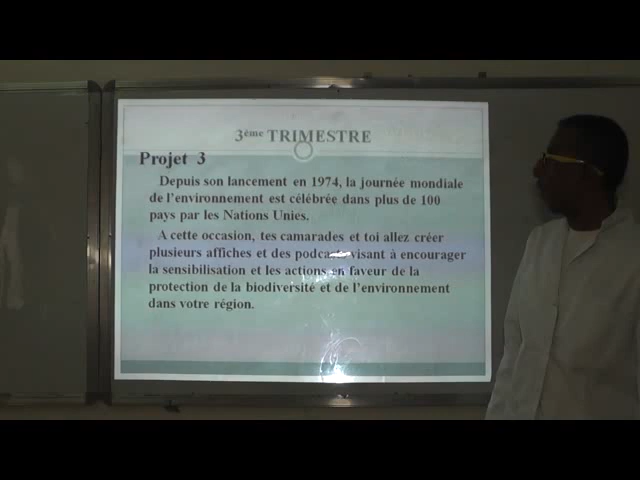 3ème TRIMESTRE
Projet 3
Depuis son lancement en 1974, la journée mondiale
de l'environnement est célébrée dans plus de 100
pays par les Nations Unies.
A cette occasion, tes camarades et toi allez créer
plusieurs affiches et des podcasts visant à encourager
la sensibilisation et les actions en faveur de la
protection de la biodiversité et de l'environnement
dans votre région.